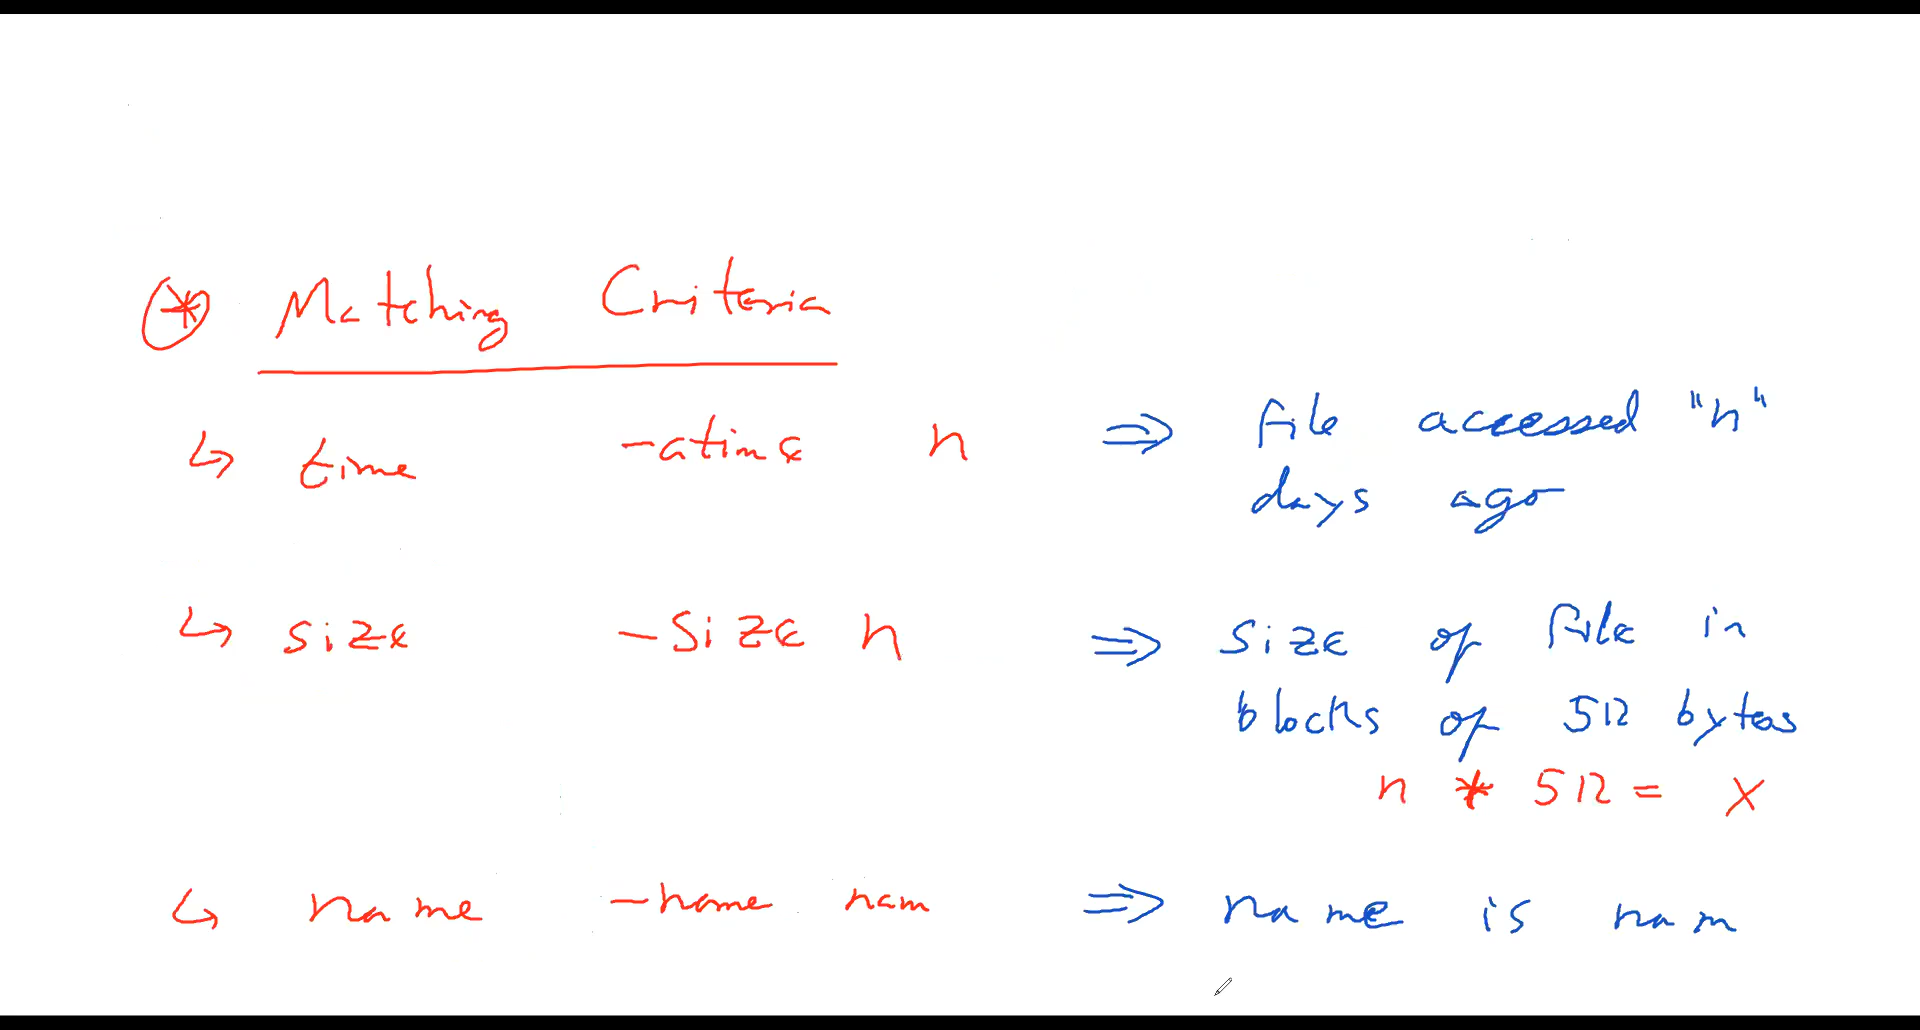 * Matching Criteria
↳ time -atime n ⇒ file accessed "n"
days ago
↳ size -size n ⇒ size of file in
blocks of 512 bytes
n * 512 = X
↳ name -name nam ⇒ name is nam